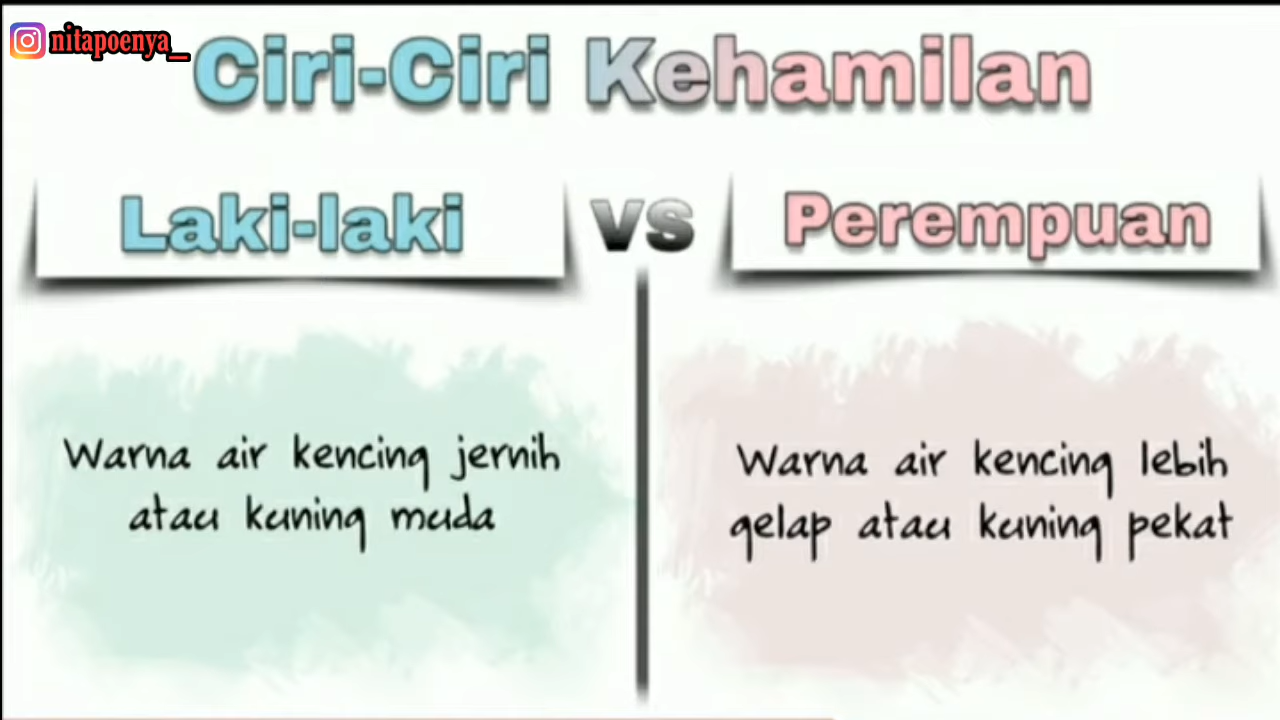 nitapoenya_
Ciri-Ciri Kehamilan
Laki-laki
VS
Perempuan
Warna air kencing jernih
atau kuning muda
Warna air kencing lebih
gelap atau kuning pekat